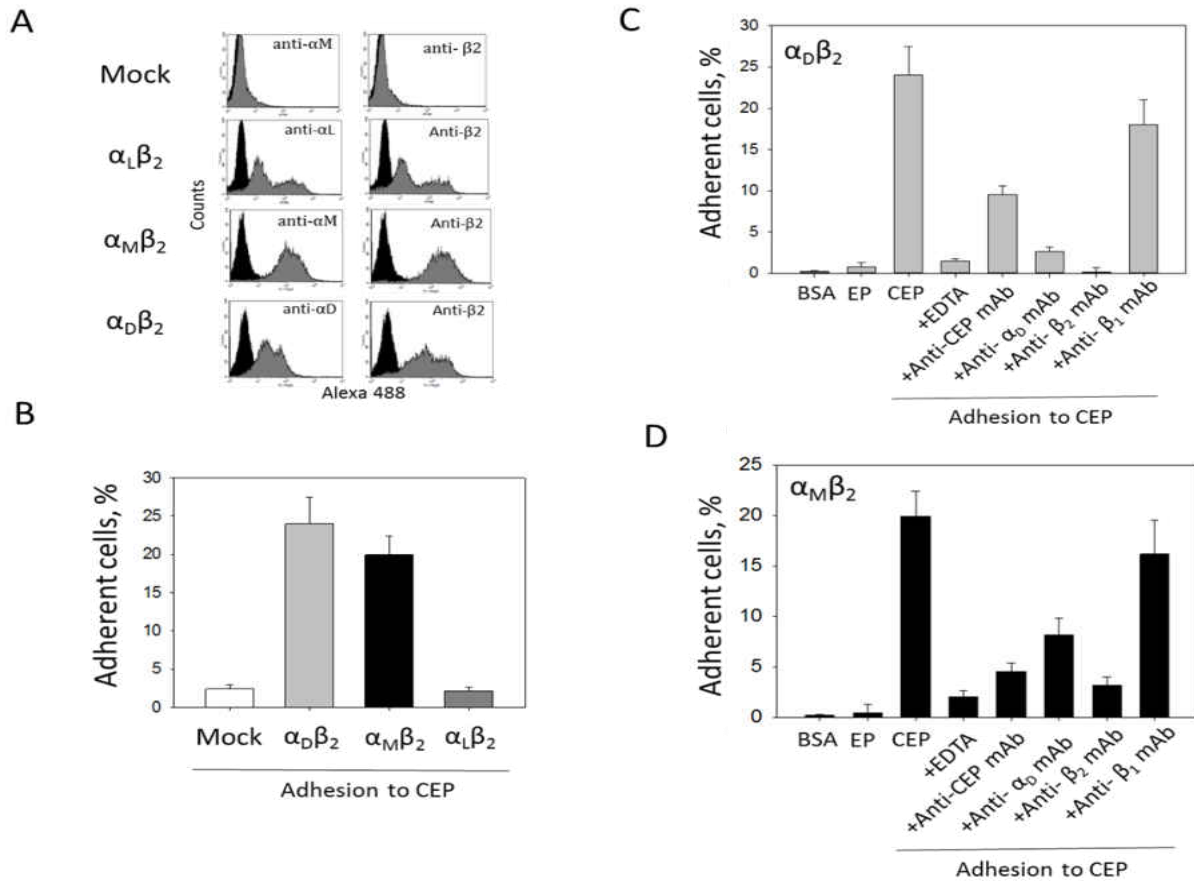 A
Mock
anti-αM
anti- β2
αLβ2
anti-αL
Anti-β2
αMβ2
anti-αM
Anti-β2
αDβ2
anti-αD
Anti-β2
Counts
Alexa 488
B
Adherent cells, %
30
25
20
15
10
5
0
Mock
αDβ2
αMβ2
αLβ2
Adhesion to CEP
C
αDβ2
Adherent cells, %
30
25
20
15
10
5
0
BSA
EP
CEP
+EDTA
+Anti-CEP mAb
+Anti- αD mAb
+Anti- β2 mAb
+Anti- β1 mAb
Adhesion to CEP
D
αMβ2
Adherent cells, %
25
20
15
10
5
0
BSA
EP
CEP
+EDTA
+Anti-CEP mAb
+Anti- αD mAb
+Anti- β2 mAb
+Anti- β1 mAb
Adhesion to CEP